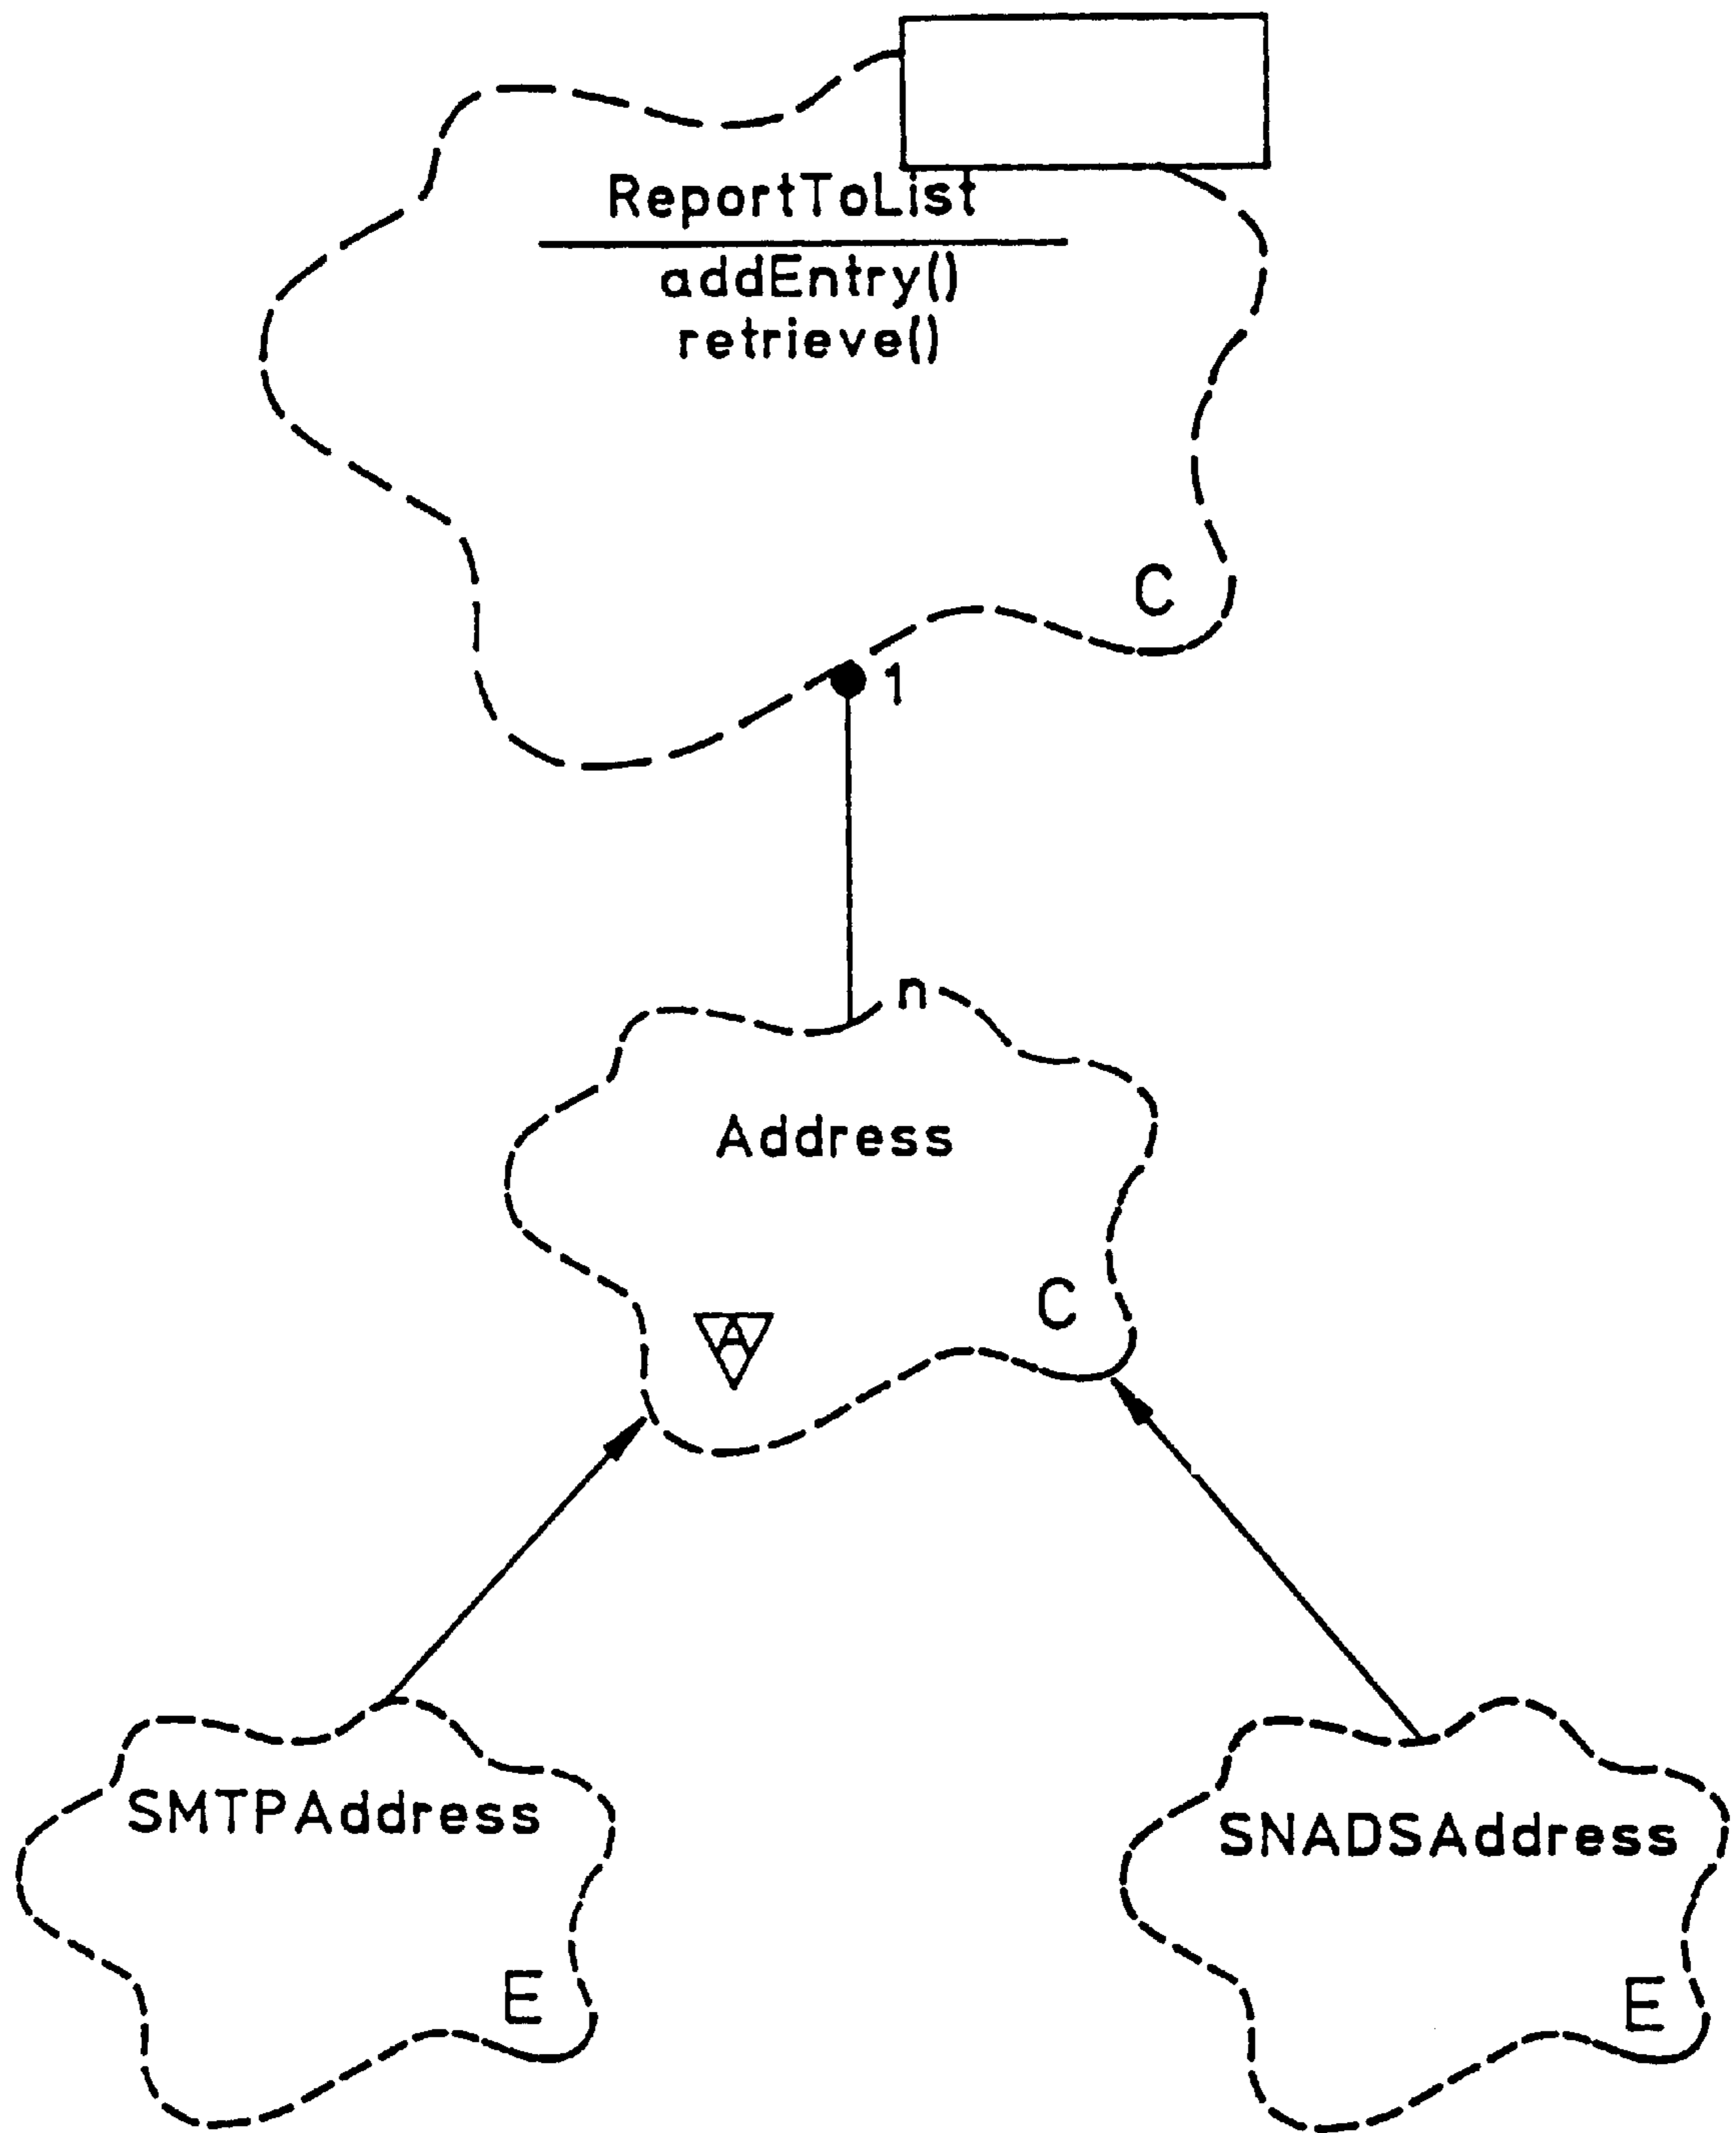 ReportToList
addEntry()
retrieve()
C
1
n
Address
C
A
SMTPAddress
SNADSAddress
E
E